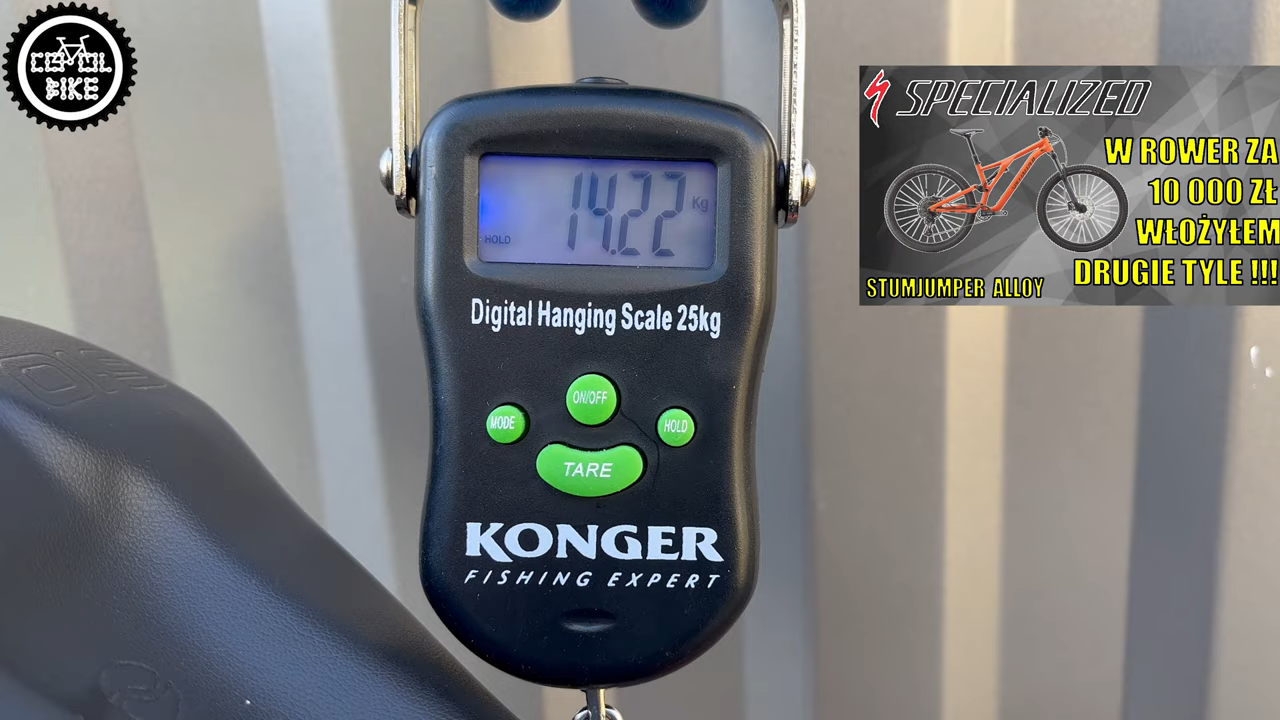 CEBOL
BIKE
SPECIALIZED
W ROWER ZA
10 000 ZŁ
WŁOŻYŁEM
DRUGIE TYLE !!!
STUMJUMPER ALLOY
14.22 Kg
HOLD
Digital Hanging Scale 25kg
ON/OFF
MODE
HOLD
TARE
KONGER
FISHING EXPERT